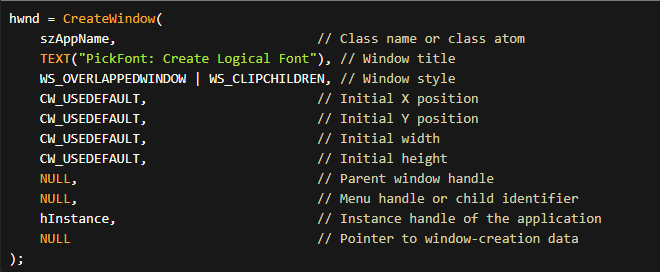 hwnd = CreateWindow(
    szAppName,                          // Class name or class atom
    TEXT("PickFont: Create Logical Font"), // Window title
    WS_OVERLAPPEDWINDOW | WS_CLIPCHILDREN, // Window style
    CW_USEDEFAULT,                      // Initial X position
    CW_USEDEFAULT,                      // Initial Y position
    CW_USEDEFAULT,                      // Initial width
    CW_USEDEFAULT,                      // Initial height
    NULL,                               // Parent window handle
    NULL,                               // Menu handle or child identifier
    hInstance,                          // Instance handle of the application
    NULL                                // Pointer to window-creation data
);